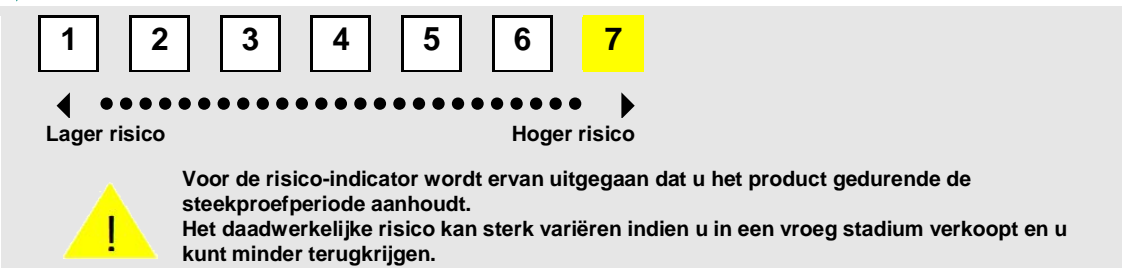 1 2 3 4 5 6 7
Lager risico Hoger risico
Voor de risico-indicator wordt ervan uitgegaan dat u het product gedurende de
steekproefperiode aanhoudt.
!
Het daadwerkelijke risico kan sterk variëren indien u in een vroeg stadium verkoopt en u
kunt minder terugkrijgen.